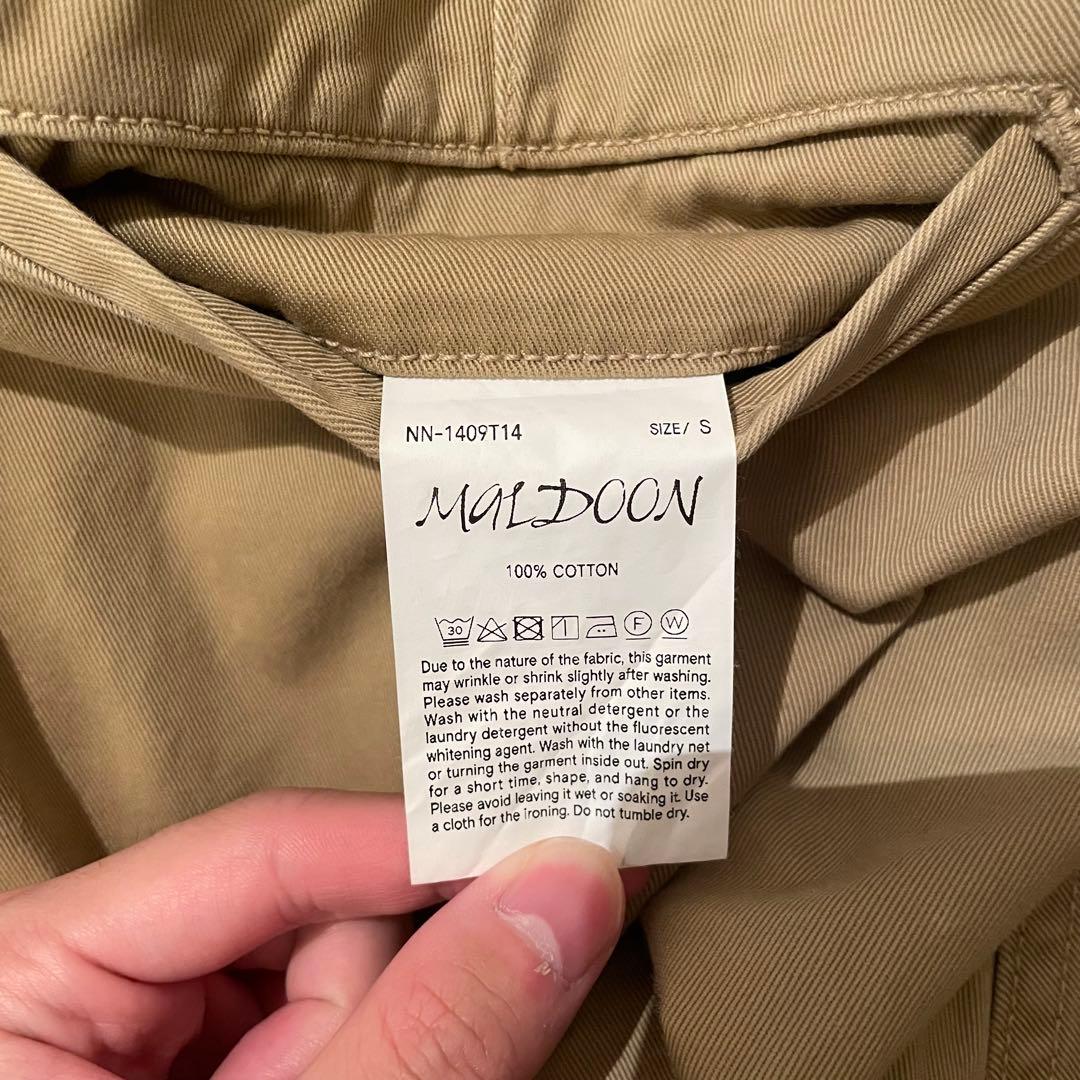 NN-1409T14 SIZE/ S
MALDOON
100% COTTON
30 F W
Due to the nature of the fabric, this garment
may wrinkle or shrink slightly after washing.
Please wash separately from other items.
Wash with the neutral detergent or the
laundry detergent without the fluorescent
whitening agent. Wash with the laundry net
or turning the garment inside out. Spin dry
for a short time, shape, and hang to dry.
Please avoid leaving it wet or soaking it. Use
a cloth for the ironing. Do not tumble dry.